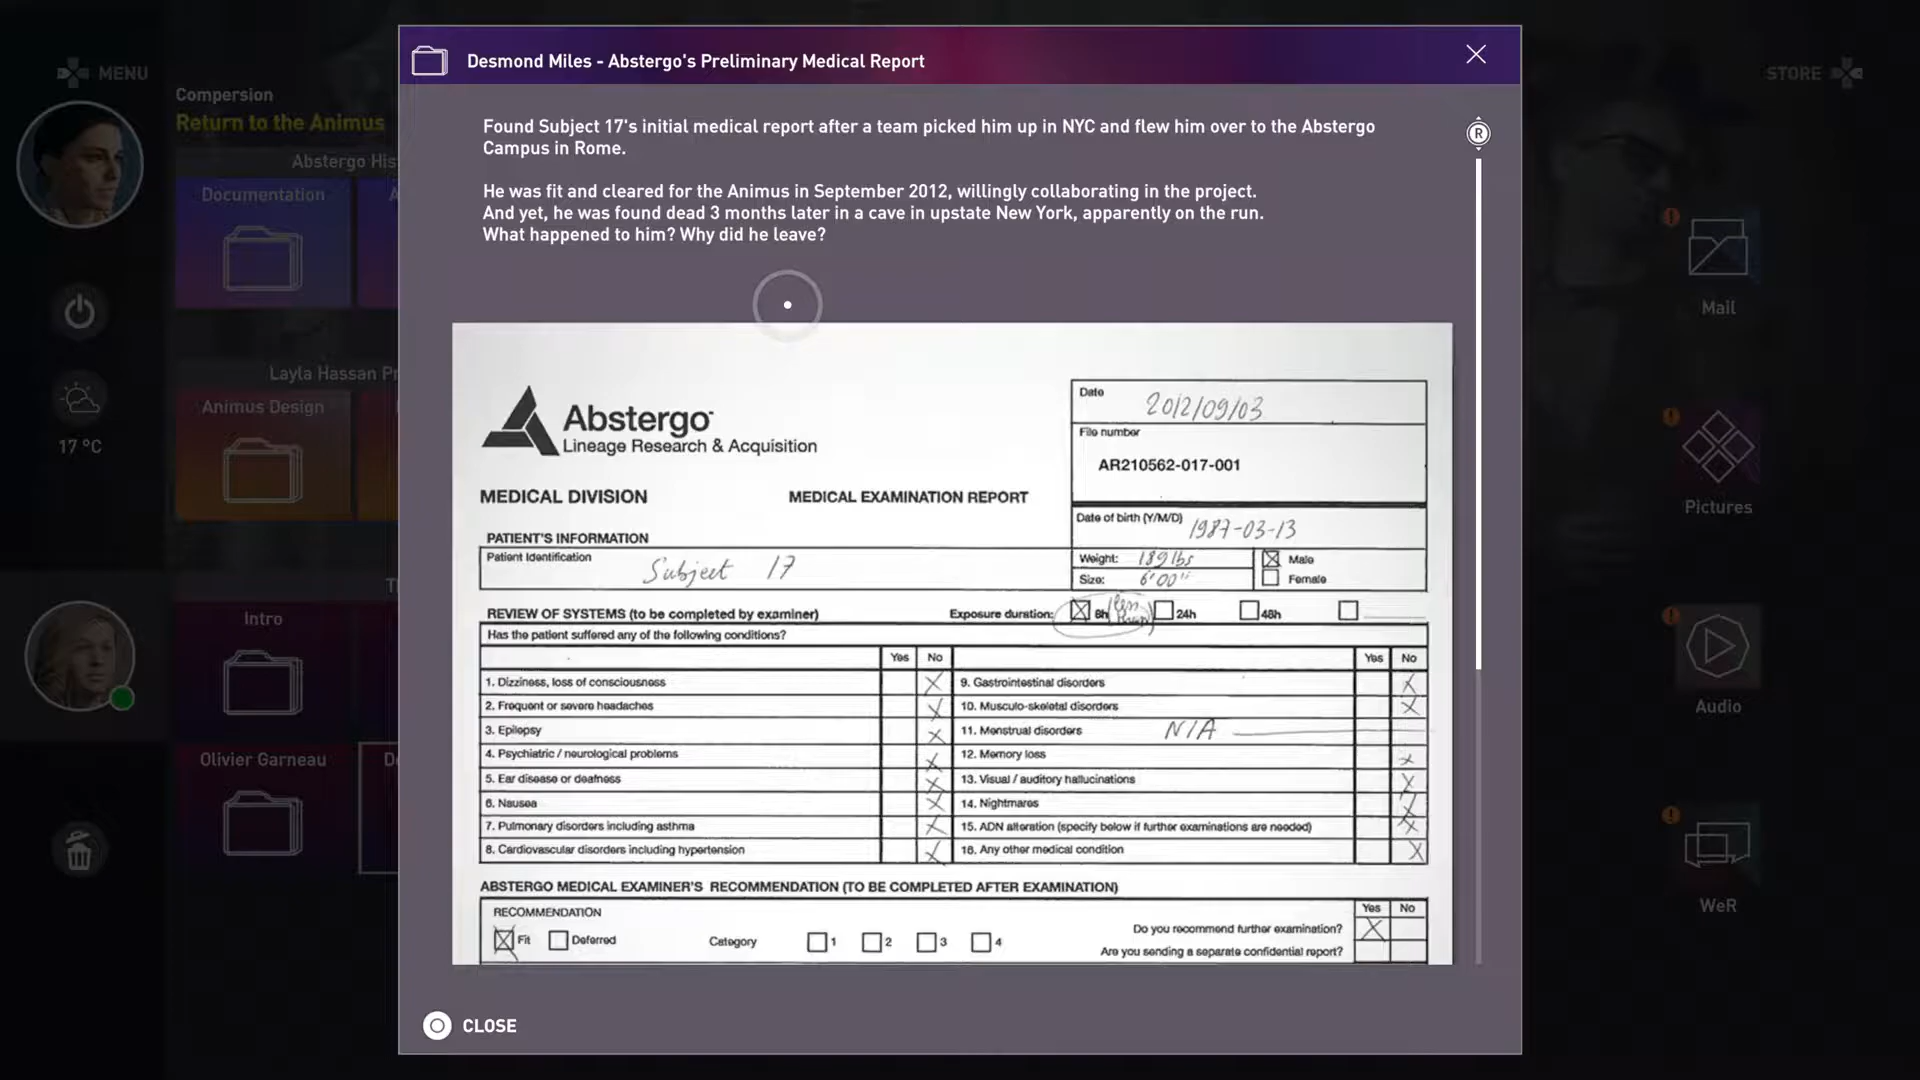 MENU
STORE
Compersion
Return to the Animus
Abstergo His
Documentation
A
Layla Hassan Pr
Animus Design
17 °C
Intro
Olivier Garneau
Desmond Miles - Abstergo's Preliminary Medical Report
R
Found Subject 17's initial medical report after a team picked him up in NYC and flew him over to the Abstergo
Campus in Rome.
He was fit and cleared for the Animus in September 2012, willingly collaborating in the project.
And yet, he was found dead 3 months later in a cave in upstate New York, apparently on the run.
What happened to him? Why did he leave?
Abstergo
Lineage Research & Acquisition
Date 2012/09/03
File number
AR210562-017-001
MEDICAL DIVISION MEDICAL EXAMINATION REPORT
Date of birth (Y/M/D) 1987-03-13
PATIENT'S INFORMATION
Patient Identification Subject 17
Weight: 189 lbs Male
Size: 6'00" Female
REVIEW OF SYSTEMS (to be completed by examiner) Exposure duration: 8h (less than) 24h 48h
Has the patient suffered any of the following conditions?
Yes No Yes No
1. Dizziness, loss of consciousness 9. Gastrointestinal disorders
2. Frequent or severe headaches 10. Musculo-skeletal disorders
3. Epilepsy 11. Menstrual disorders N/A
4. Psychiatric / neurological problems 12. Memory loss
5. Ear disease or deafness 13. Visual / auditory hallucinations
6. Nausea 14. Nightmares
7. Pulmonary disorders including asthma 15. ADN alteration (specify below if further examinations are needed)
8. Cardiovascular disorders including hypertension 16. Any other medical condition
ABSTERGO MEDICAL EXAMINER'S RECOMMENDATION (TO BE COMPLETED AFTER EXAMINATION)
RECOMMENDATION Yes No
Fit Deferred Category 1 2 3 4 Do you recommend further examination?
Are you sending a separate confidential report?
CLOSE
Mail
Pictures
Audio
WeR